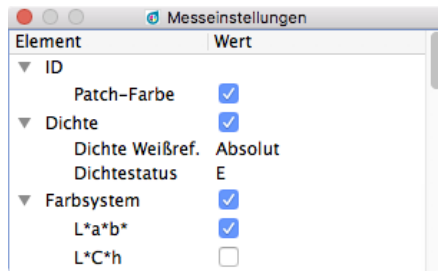 Messeinstellungen
Element Wert
ID
Patch-Farbe
Dichte
Dichte Weißref. Absolut
Dichtestatus E
Farbsystem
L*a*b*
L*C*h